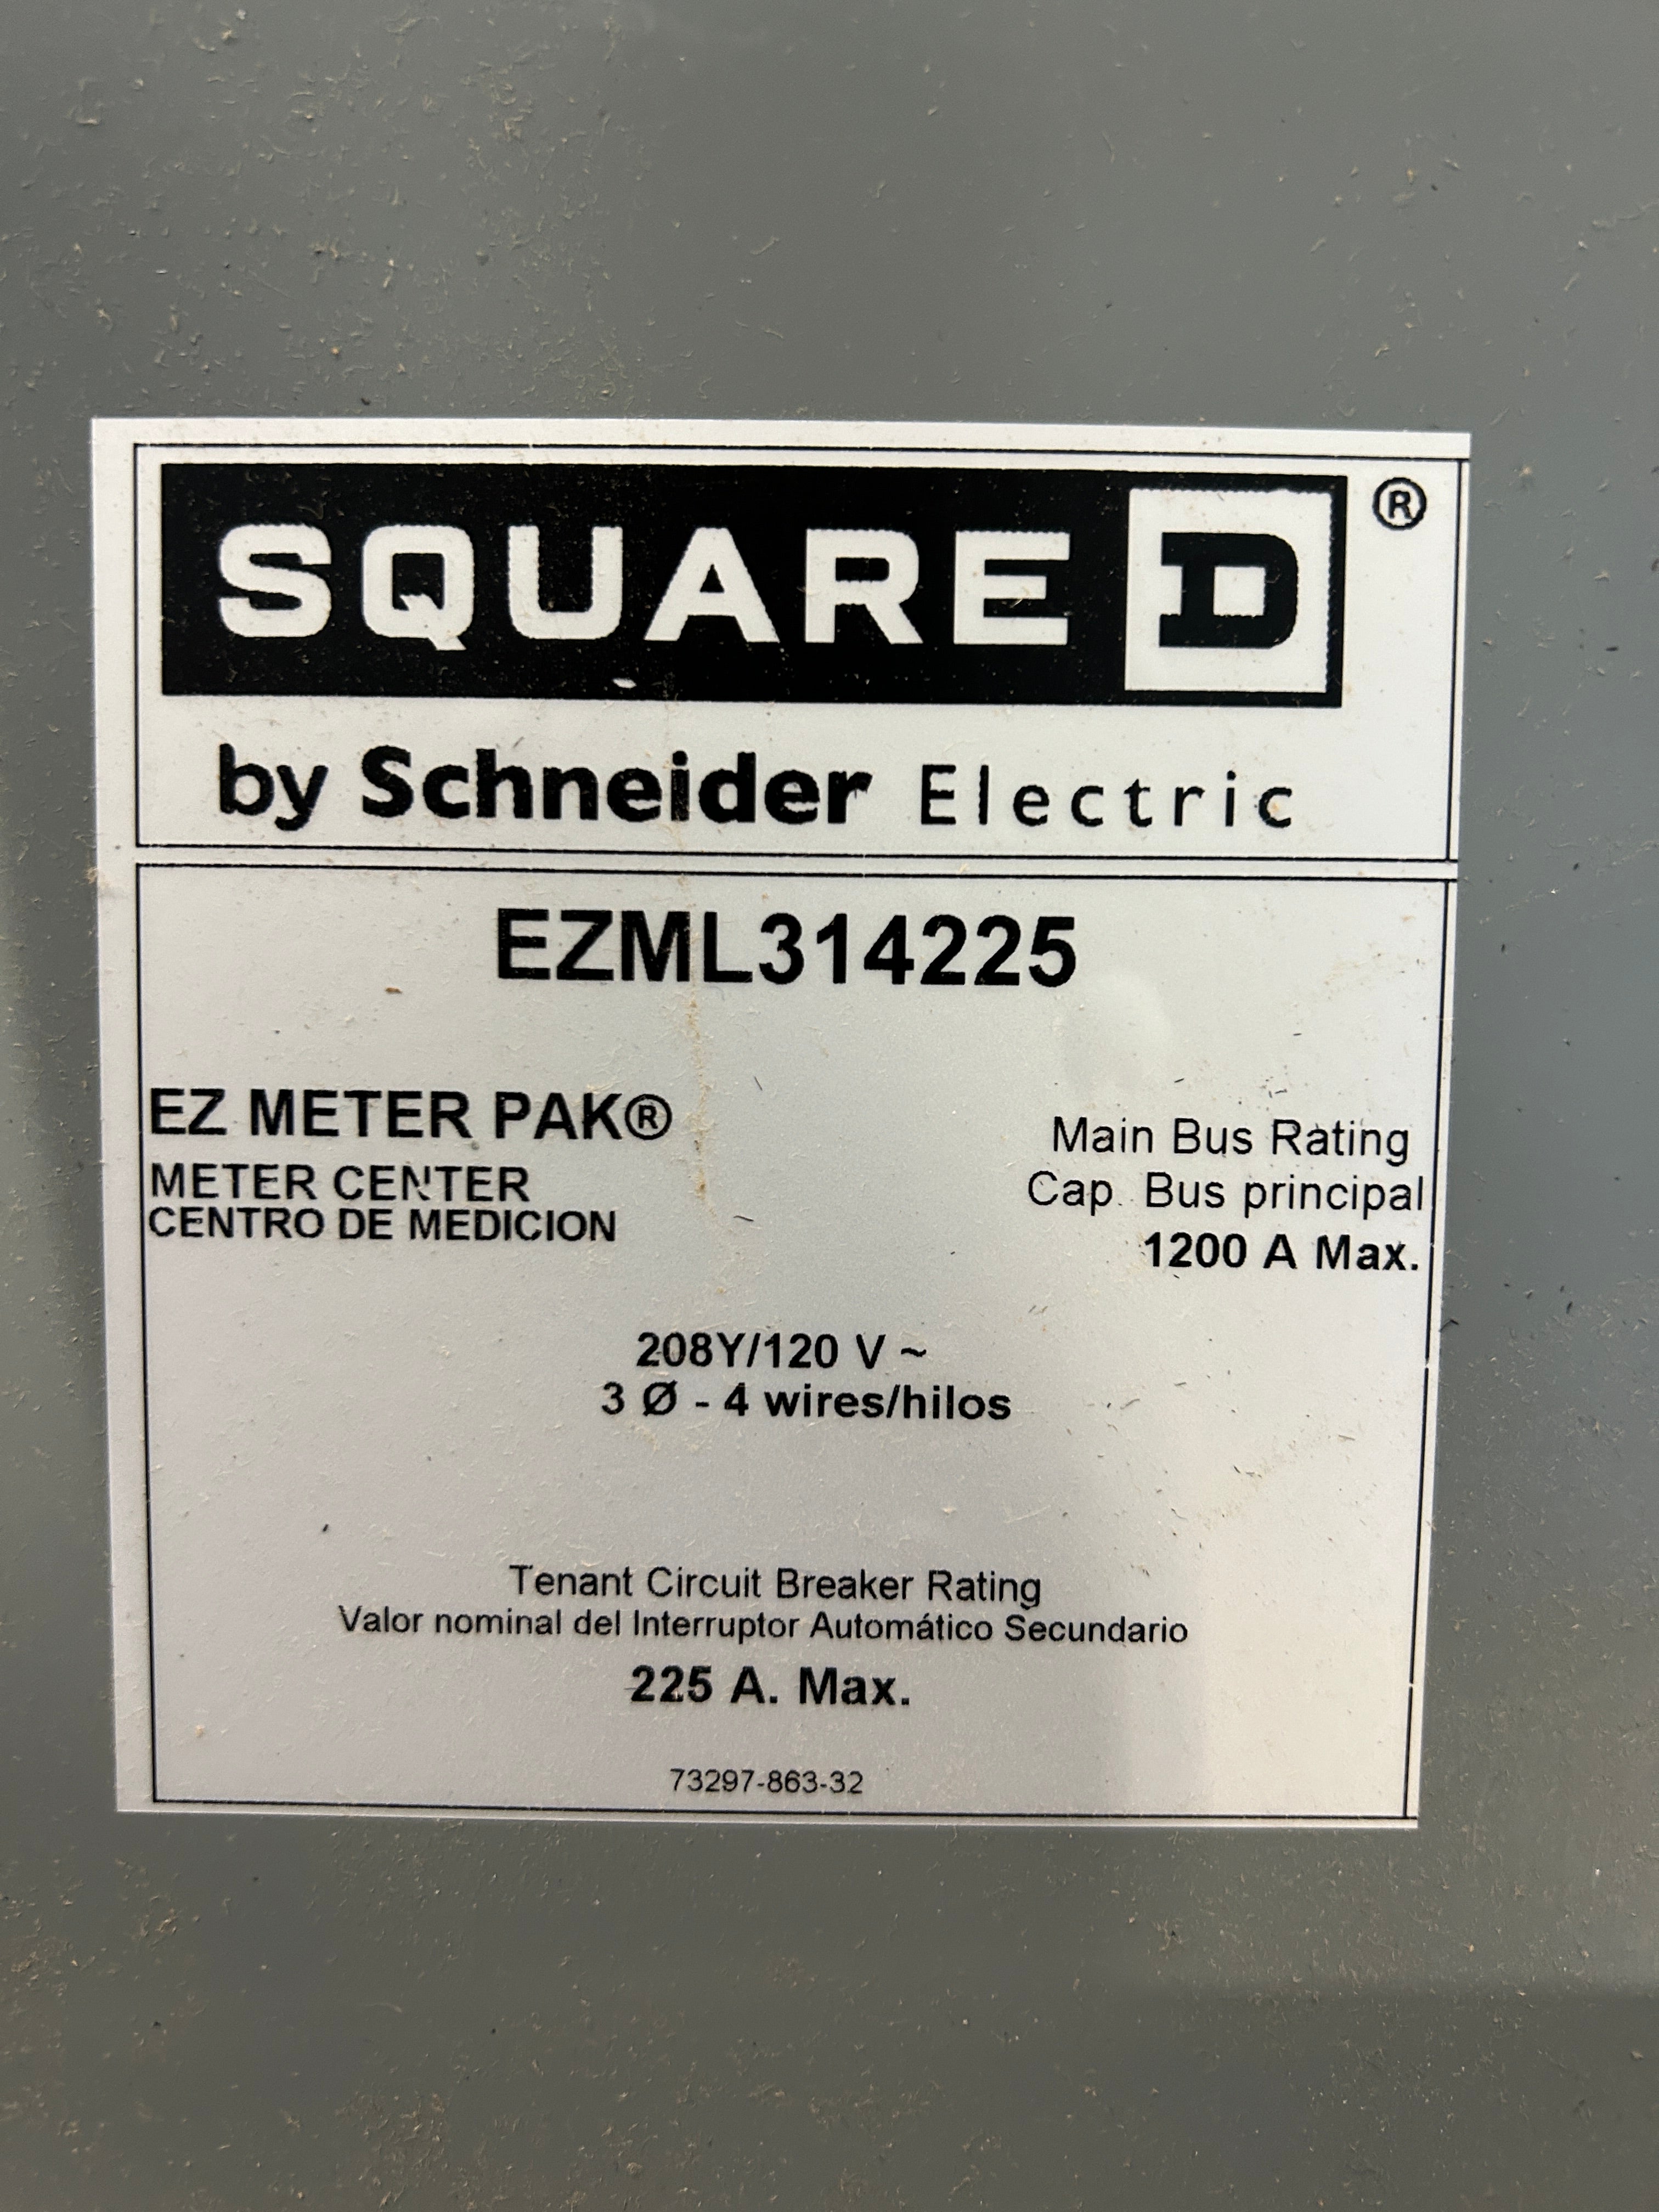 SQUARE D ®
by Schneider Electric
EZML314225
EZ METER PAK®
METER CENTER
CENTRO DE MEDICION
Main Bus Rating
Cap. Bus principal
1200 A Max.
208Y/120 V ~
3 Ø - 4 wires/hilos
Tenant Circuit Breaker Rating
Valor nominal del Interruptor Automático Secundario
225 A. Max.
73297-863-32